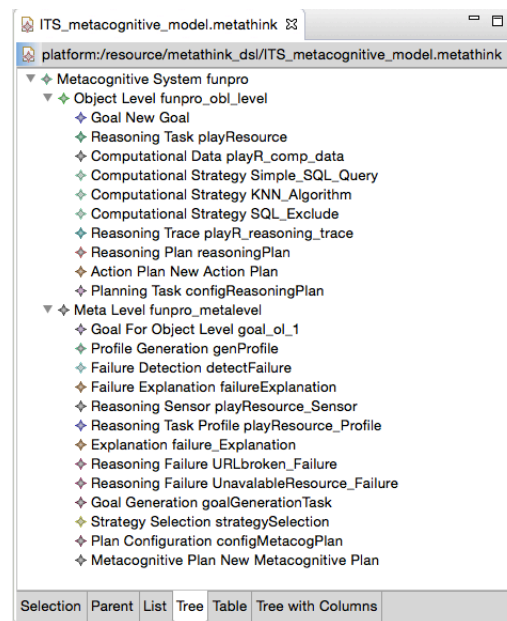 ITS_metacognitive_model.metathink
platform:/resource/metathink_dsl/ITS_metacognitive_model.metathink
Metacognitive System funpro
Object Level funpro_obl_level
Goal New Goal
Reasoning Task playResource
Computational Data playR_comp_data
Computational Strategy Simple_SQL_Query
Computational Strategy KNN_Algorithm
Computational Strategy SQL_Exclude
Reasoning Trace playR_reasoning_trace
Reasoning Plan reasoningPlan
Action Plan New Action Plan
Planning Task configReasoningPlan
Meta Level funpro_metalevel
Goal For Object Level goal_ol_1
Profile Generation genProfile
Failure Detection detectFailure
Failure Explanation failureExplanation
Reasoning Sensor playResource_Sensor
Reasoning Task Profile playResource_Profile
Explanation failure_Explanation
Reasoning Failure URLbroken_Failure
Reasoning Failure UnavalableResource_Failure
Goal Generation goalGenerationTask
Strategy Selection strategySelection
Plan Configuration configMetacogPlan
Metacognitive Plan New Metacognitive Plan
Selection Parent List Tree Table Tree with Columns